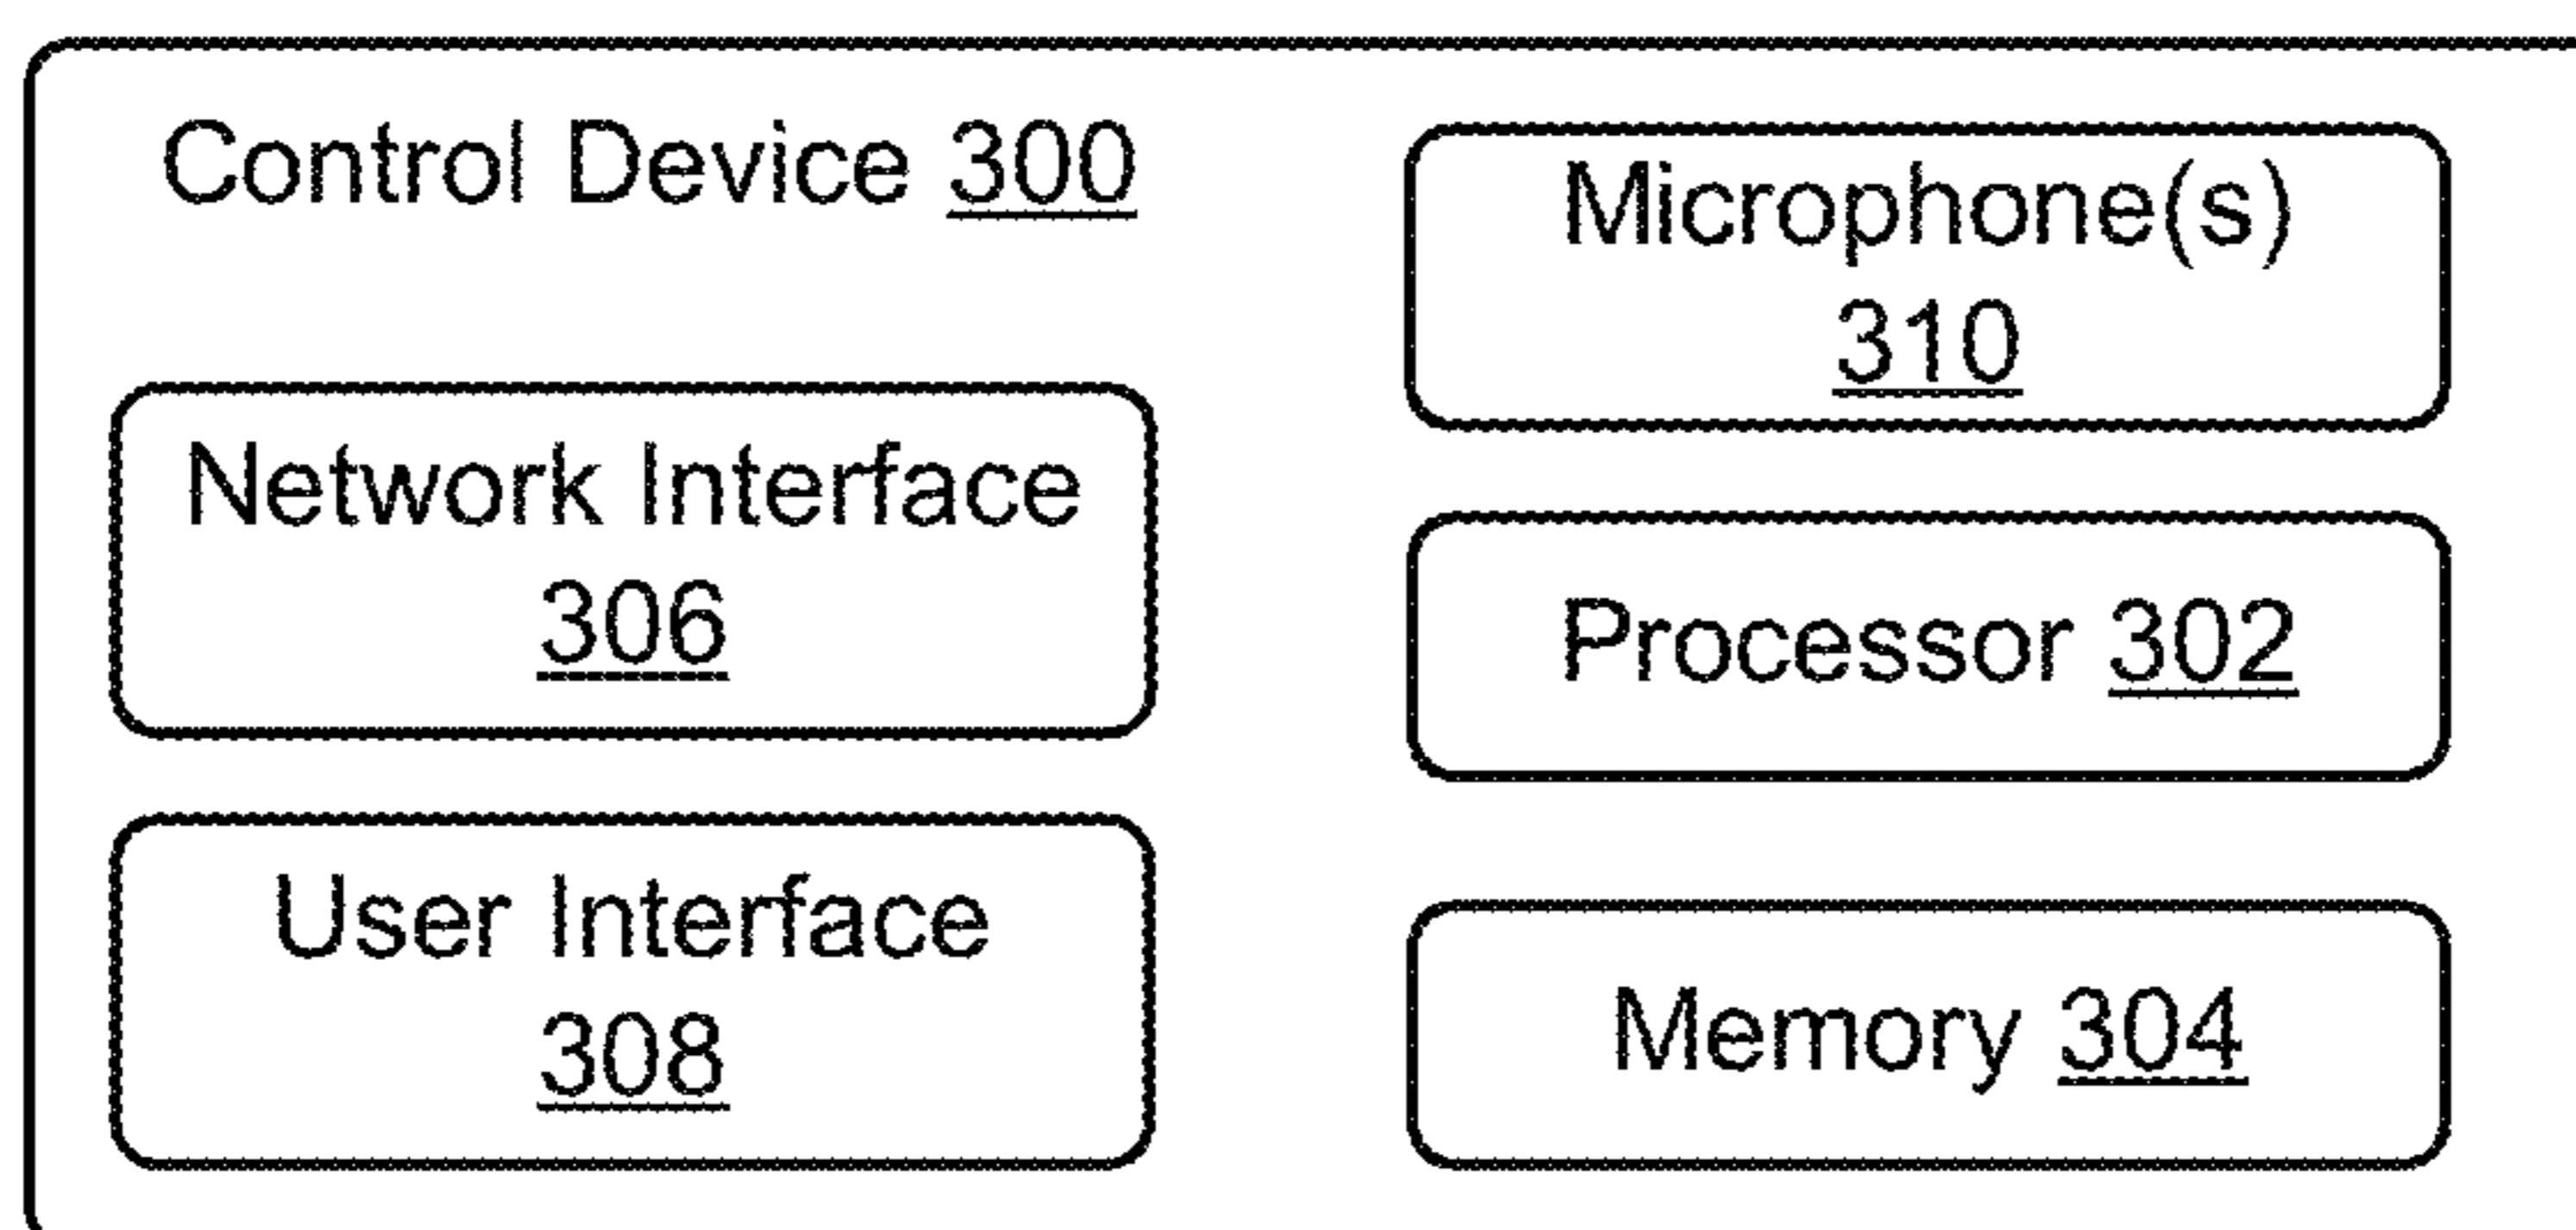 Control Device 300
Network Interface
306
User Interface
308
Microphone(s)
310
Processor 302
Memory 304